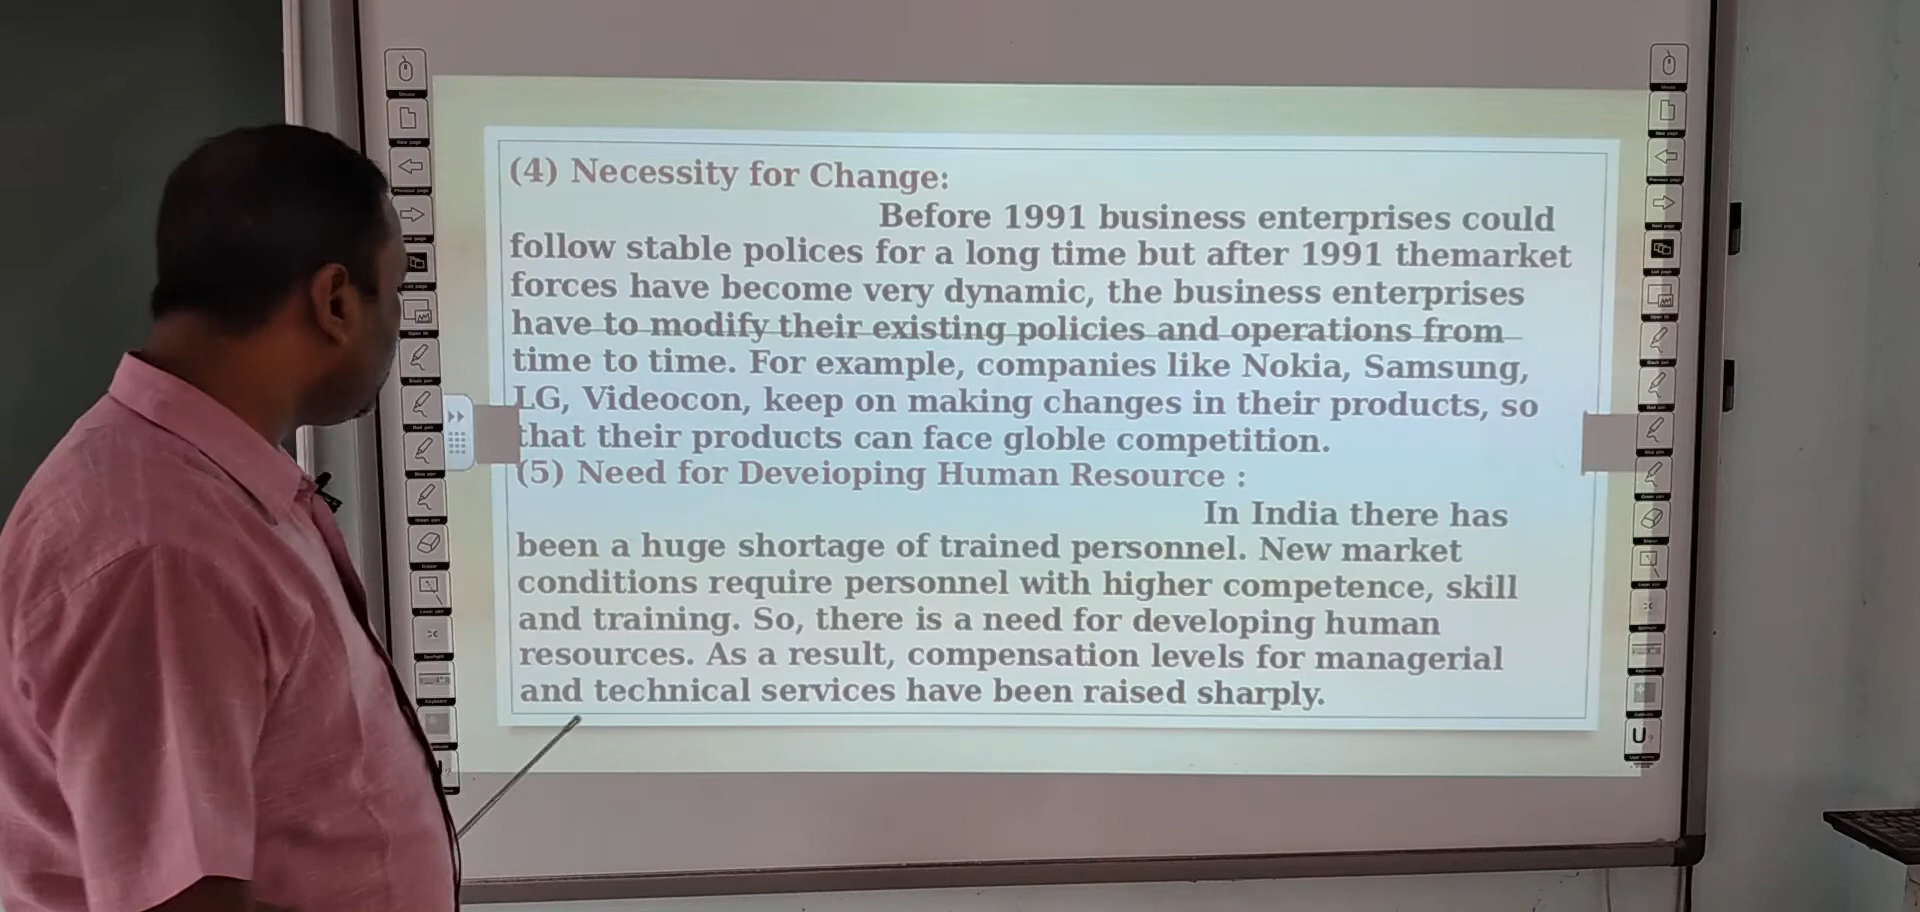 (4) Necessity for Change:
Before 1991 business enterprises could
follow stable polices for a long time but after 1991 themarket
forces have become very dynamic, the business enterprises
have to modify their existing policies and operations from
time to time. For example, companies like Nokia, Samsung,
LG, Videocon, keep on making changes in their products, so
that their products can face globle competition.
(5) Need for Deveioping Human Resource :
In India there has
been a huge shortage of trained personnel. New market
conditions require personnel with higher competence, skill
and training. So, there is a need for developing human
resources. As a result, compensation levels for managerial
and technical services have been raised sharply.